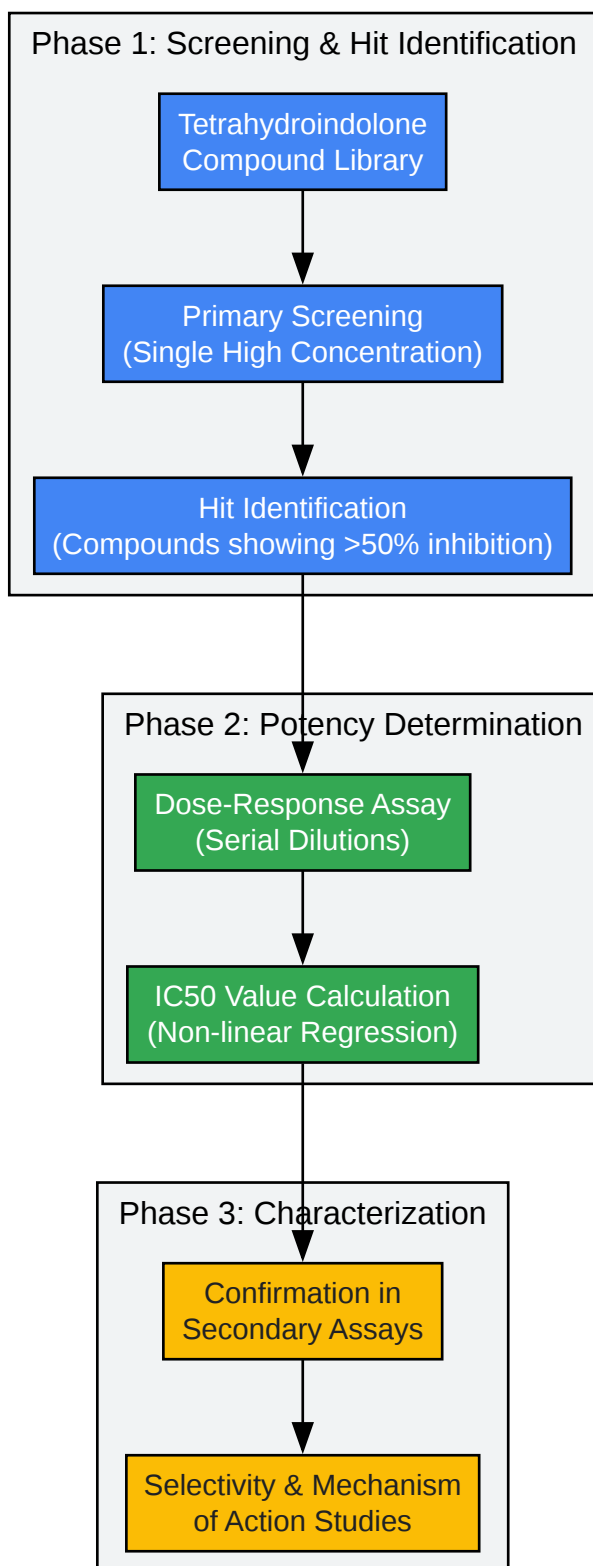 Phase 1: Screening & Hit Identification
Tetrahydroindolone
Compound Library
Primary Screening
(Single High Concentration)
Hit Identification
(Compounds showing >50% inhibition)
Phase 2: Potency Determination
Dose-Response Assay
(Serial Dilutions)
IC50 Value Calculation
(Non-linear Regression)
Phase 3: Characterization
Confirmation in
Secondary Assays
Selectivity & Mechanism
of Action Studies